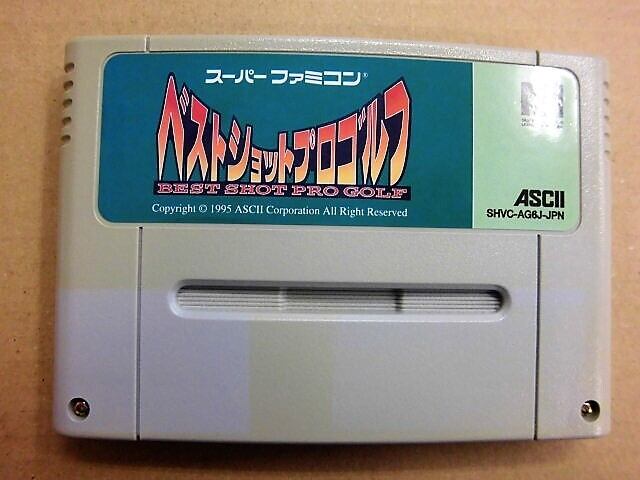 スーパーファミコン®
ベストショットプロゴルフ
BEST SHOT PRO GOLF
Copyright © 1995 ASCII Corporation All Right Reserved
ASCII
SHVC-AG6J-JPN